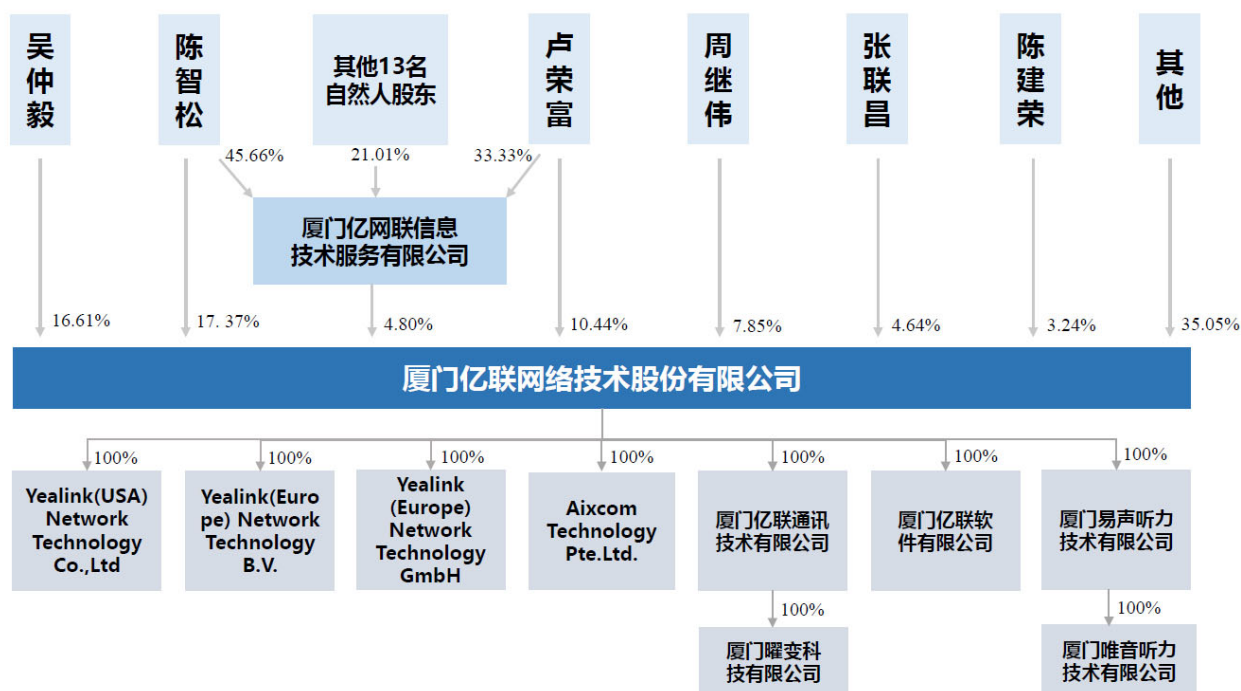 吴仲毅
陈智松
其他13名
自然人股东
卢荣富
周继伟
张联昌
陈建荣
其他
45.66%
21.01%
33.33%
厦门亿网联信息
技术服务有限公司
16.61%
17. 37%
4.80%
10.44%
7.85%
4.64%
3.24%
35.05%
厦门亿联网络技术股份有限公司
100%
100%
100%
100%
100%
100%
100%
Yealink(USA)
Network
Technology
Co.,Ltd
Yealink(Euro
pe) Network
Technology
B.V.
Yealink
(Europe)
Network
Technology
GmbH
Aixcom
Technology
Pte.Ltd.
厦门亿联通讯
技术有限公司
厦门亿联软
件有限公司
厦门易声听力
技术有限公司
100%
100%
厦门曜变科
技有限公司
厦门唯音听力
技术有限公司